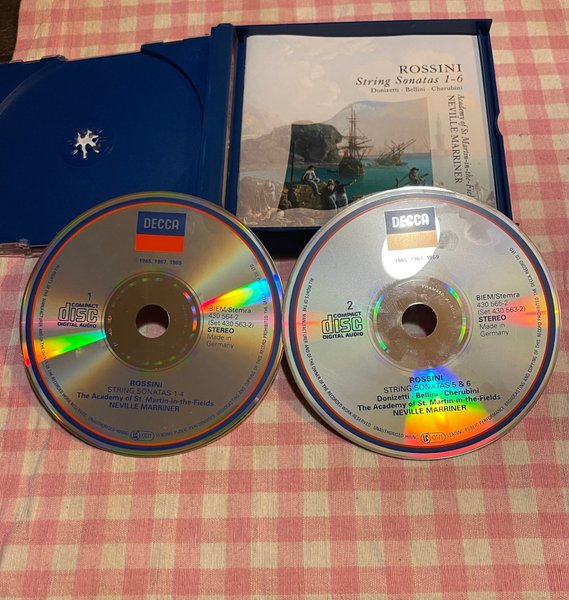 ROSSINI
String Sonatas 1-6
Donizetti · Bellini · Cherubini
Academy of St Martin-in-the-Fields
NEVILLE MARRINER
DECCA
℗ 1965, 1967, 1969
1
COMPACT
disc
DIGITAL AUDIO
BIEM/Stemra
430 564-2
(Set 430 563-2)
STEREO
Made in
Germany
ROSSINI
STRING SONATAS 1-4
The Academy of St. Martin-in-the-Fields
NEVILLE MARRINER
DECCA
1965, 1967, 1969
2
COMPACT
disc
DIGITAL AUDIO
BIEM/Stemra
430 565-2
(Set 430 563-2)
STEREO
Made in
Germany
ROSSINI
STRING SONATAS 5 & 6
Donizetti · Bellini · Cherubini
The Academy of St. Martin-in-the-Fields
NEVILLE MARRINER